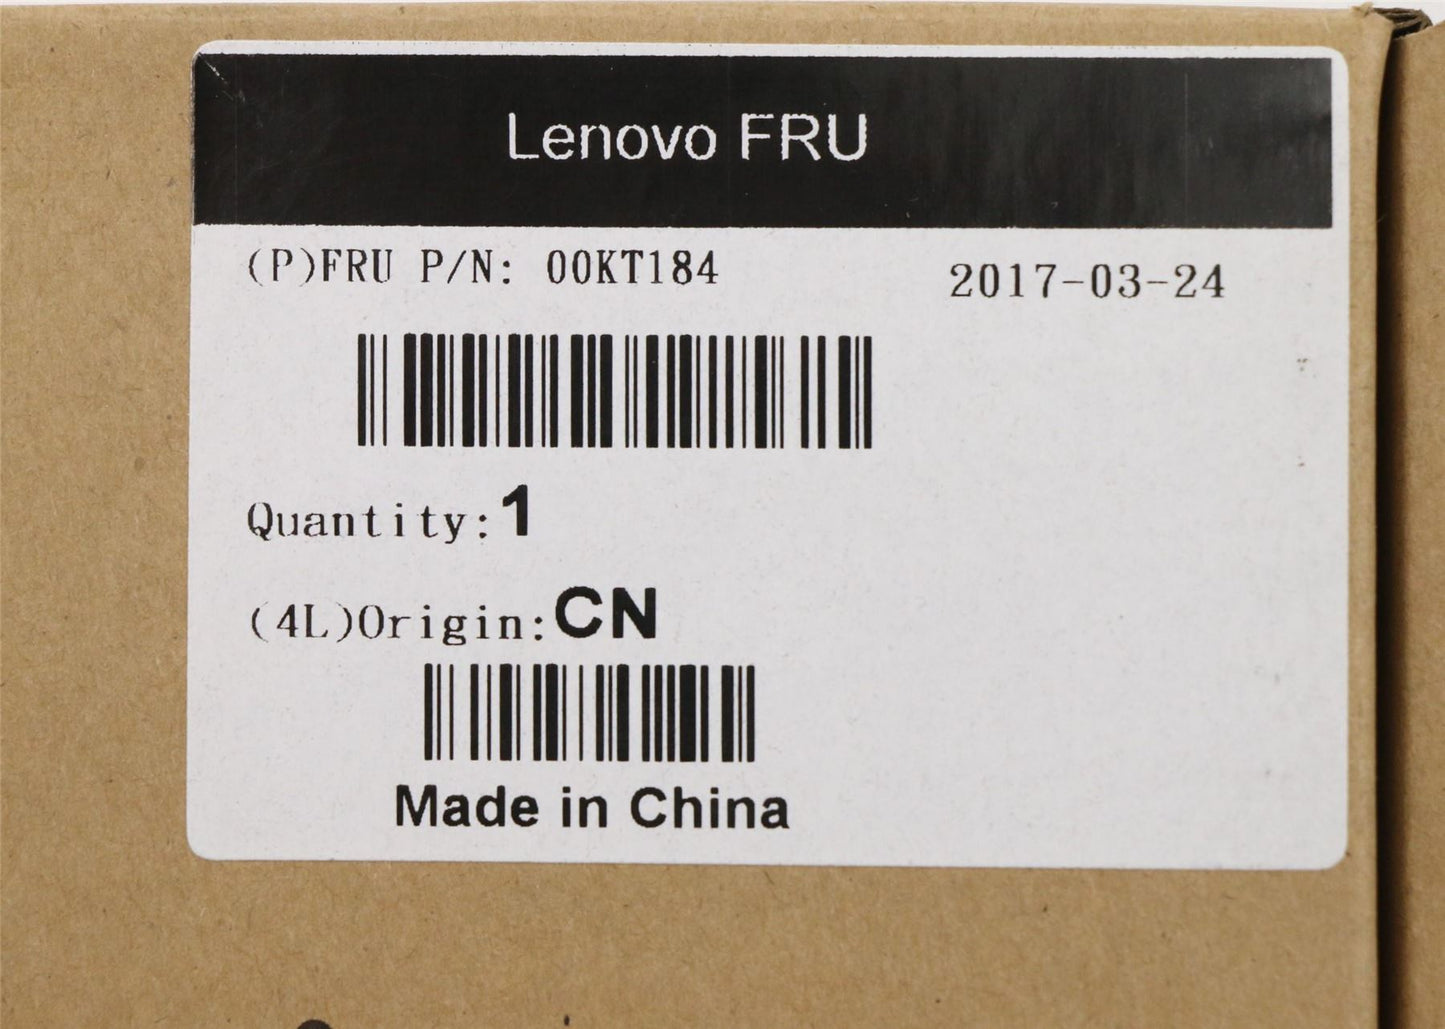 Lenovo FRU
(P)FRU P/N: 00KT184 2017-03-24
Quantity:1
(4L)Origin:CN
Made in China